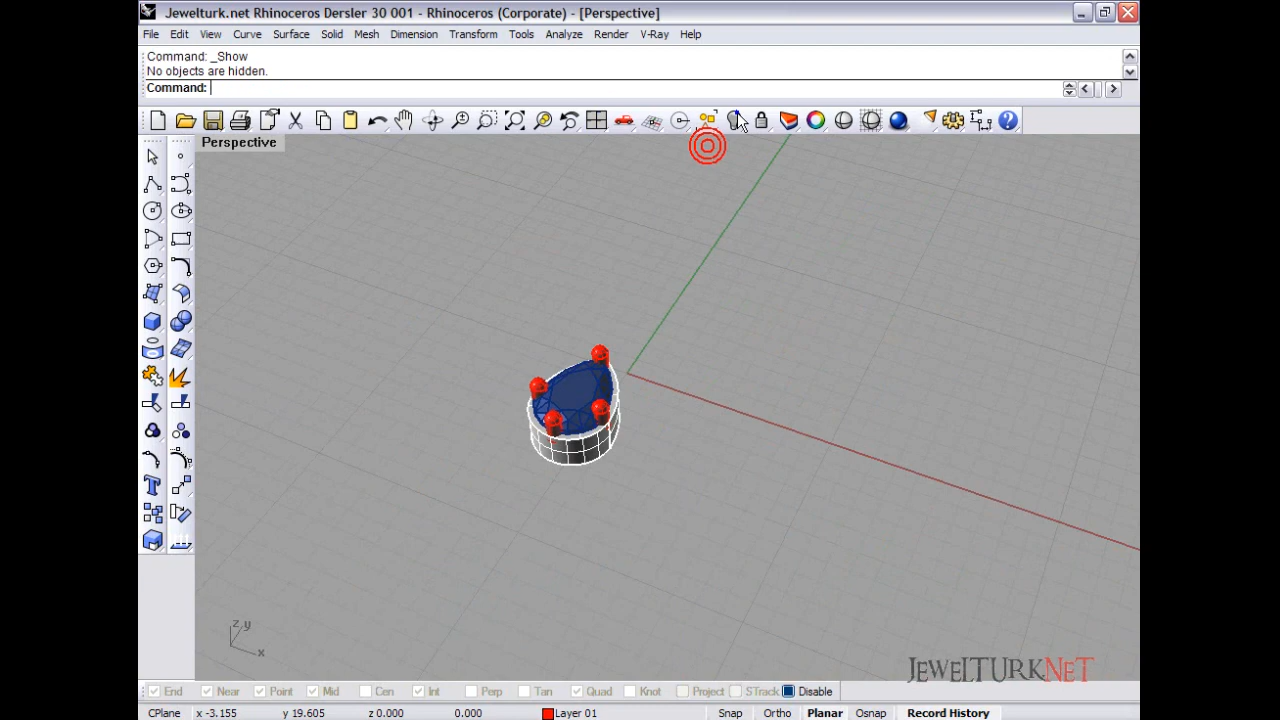 Jewelturk.net Rhinoceros Dersler 30 001 - Rhinoceros (Corporate) - [Perspective]
File Edit View Curve Surface Solid Mesh Dimension Transform Tools Analyze Render V-Ray Help
Command: _Show
No objects are hidden.
Command:
Perspective
z y
x
JEWELTURKNET
End Near Point Mid Cen Int Perp Tan Quad Knot Project STrack Disable
CPlane x -3.155 y 19.605 z 0.000 0.000 Layer 01 Snap Ortho Planar Osnap Record History